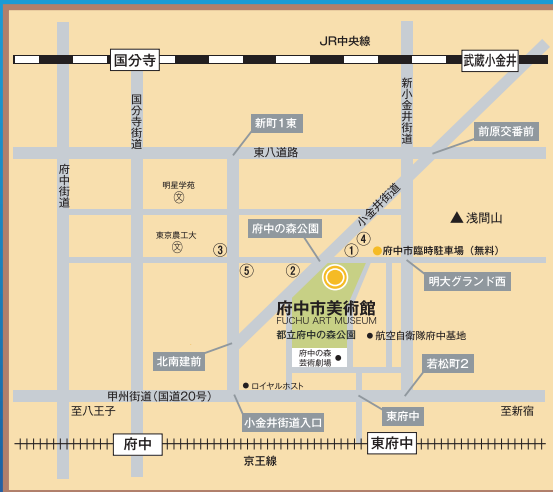 JR中央線
国分寺
武蔵小金井
国分寺街道
新小金井街道
新町1東
前原交番前
東八道路
府中街道
明星学苑
文
小金井街道
浅間山
府中の森公園
東京農工大
文
③
④
①
府中市臨時駐車場（無料）
⑤
②
明大グランド西
府中市美術館
FUCHU ART MUSEUM
都立府中の森公園
航空自衛隊府中基地
府中の森
芸術劇場
北南建前
若松町2
ロイヤルホスト
甲州街道(国道20号)
至八王子
小金井街道入口
東府中
至新宿
府中
東府中
京王線